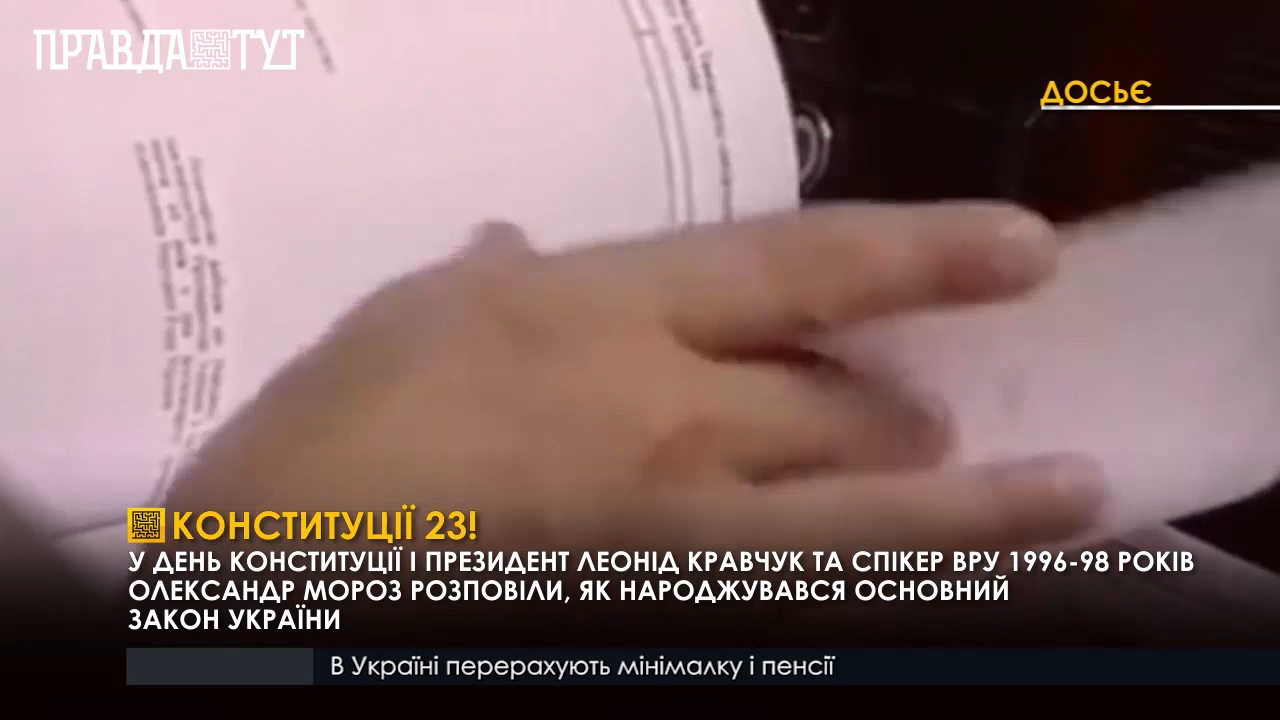 ПРАВДА ТУТ
ДОСЬЄ
КОНСТИТУЦІЇ 23!
У ДЕНЬ КОНСТИТУЦІЇ І ПРЕЗИДЕНТ ЛЕОНІД КРАВЧУК ТА СПІКЕР ВРУ 1996-98 РОКІВ
ОЛЕКСАНДР МОРОЗ РОЗПОВІЛИ, ЯК НАРОДЖУВАВСЯ ОСНОВНИЙ
ЗАКОН УКРАЇНИ
В Україні перерахують мінімалку і пенсії